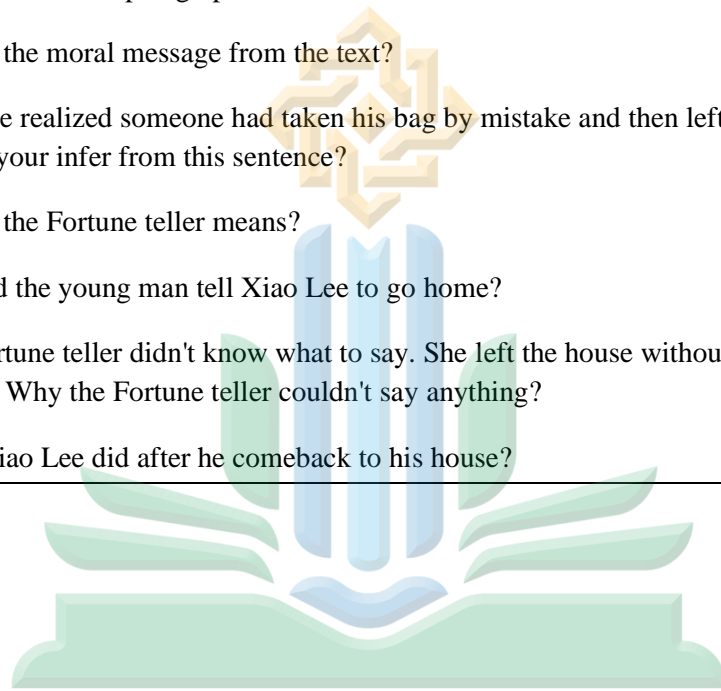 the moral message from the text?
e realized someone had taken his bag by mistake and then left
your infer from this sentence?
the Fortune teller means?
d the young man tell Xiao Lee to go home?
rtune teller didn't know what to say. She left the house withou
Why the Fortune teller couldn't say anything?
iao Lee did after he comeback to his house?